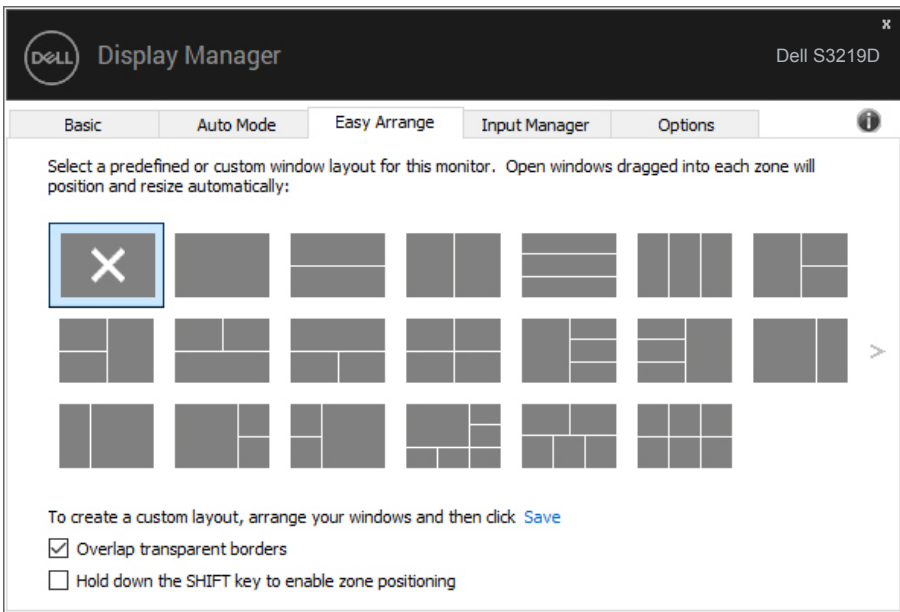 x
DELL
Display Manager
Dell S3219D
Basic
Auto Mode
Easy Arrange
Input Manager
Options
i
Select a predefined or custom window layout for this monitor. Open windows dragged into each zone will
position and resize automatically:
>
To create a custom layout, arrange your windows and then click Save
Overlap transparent borders
Hold down the SHIFT key to enable zone positioning